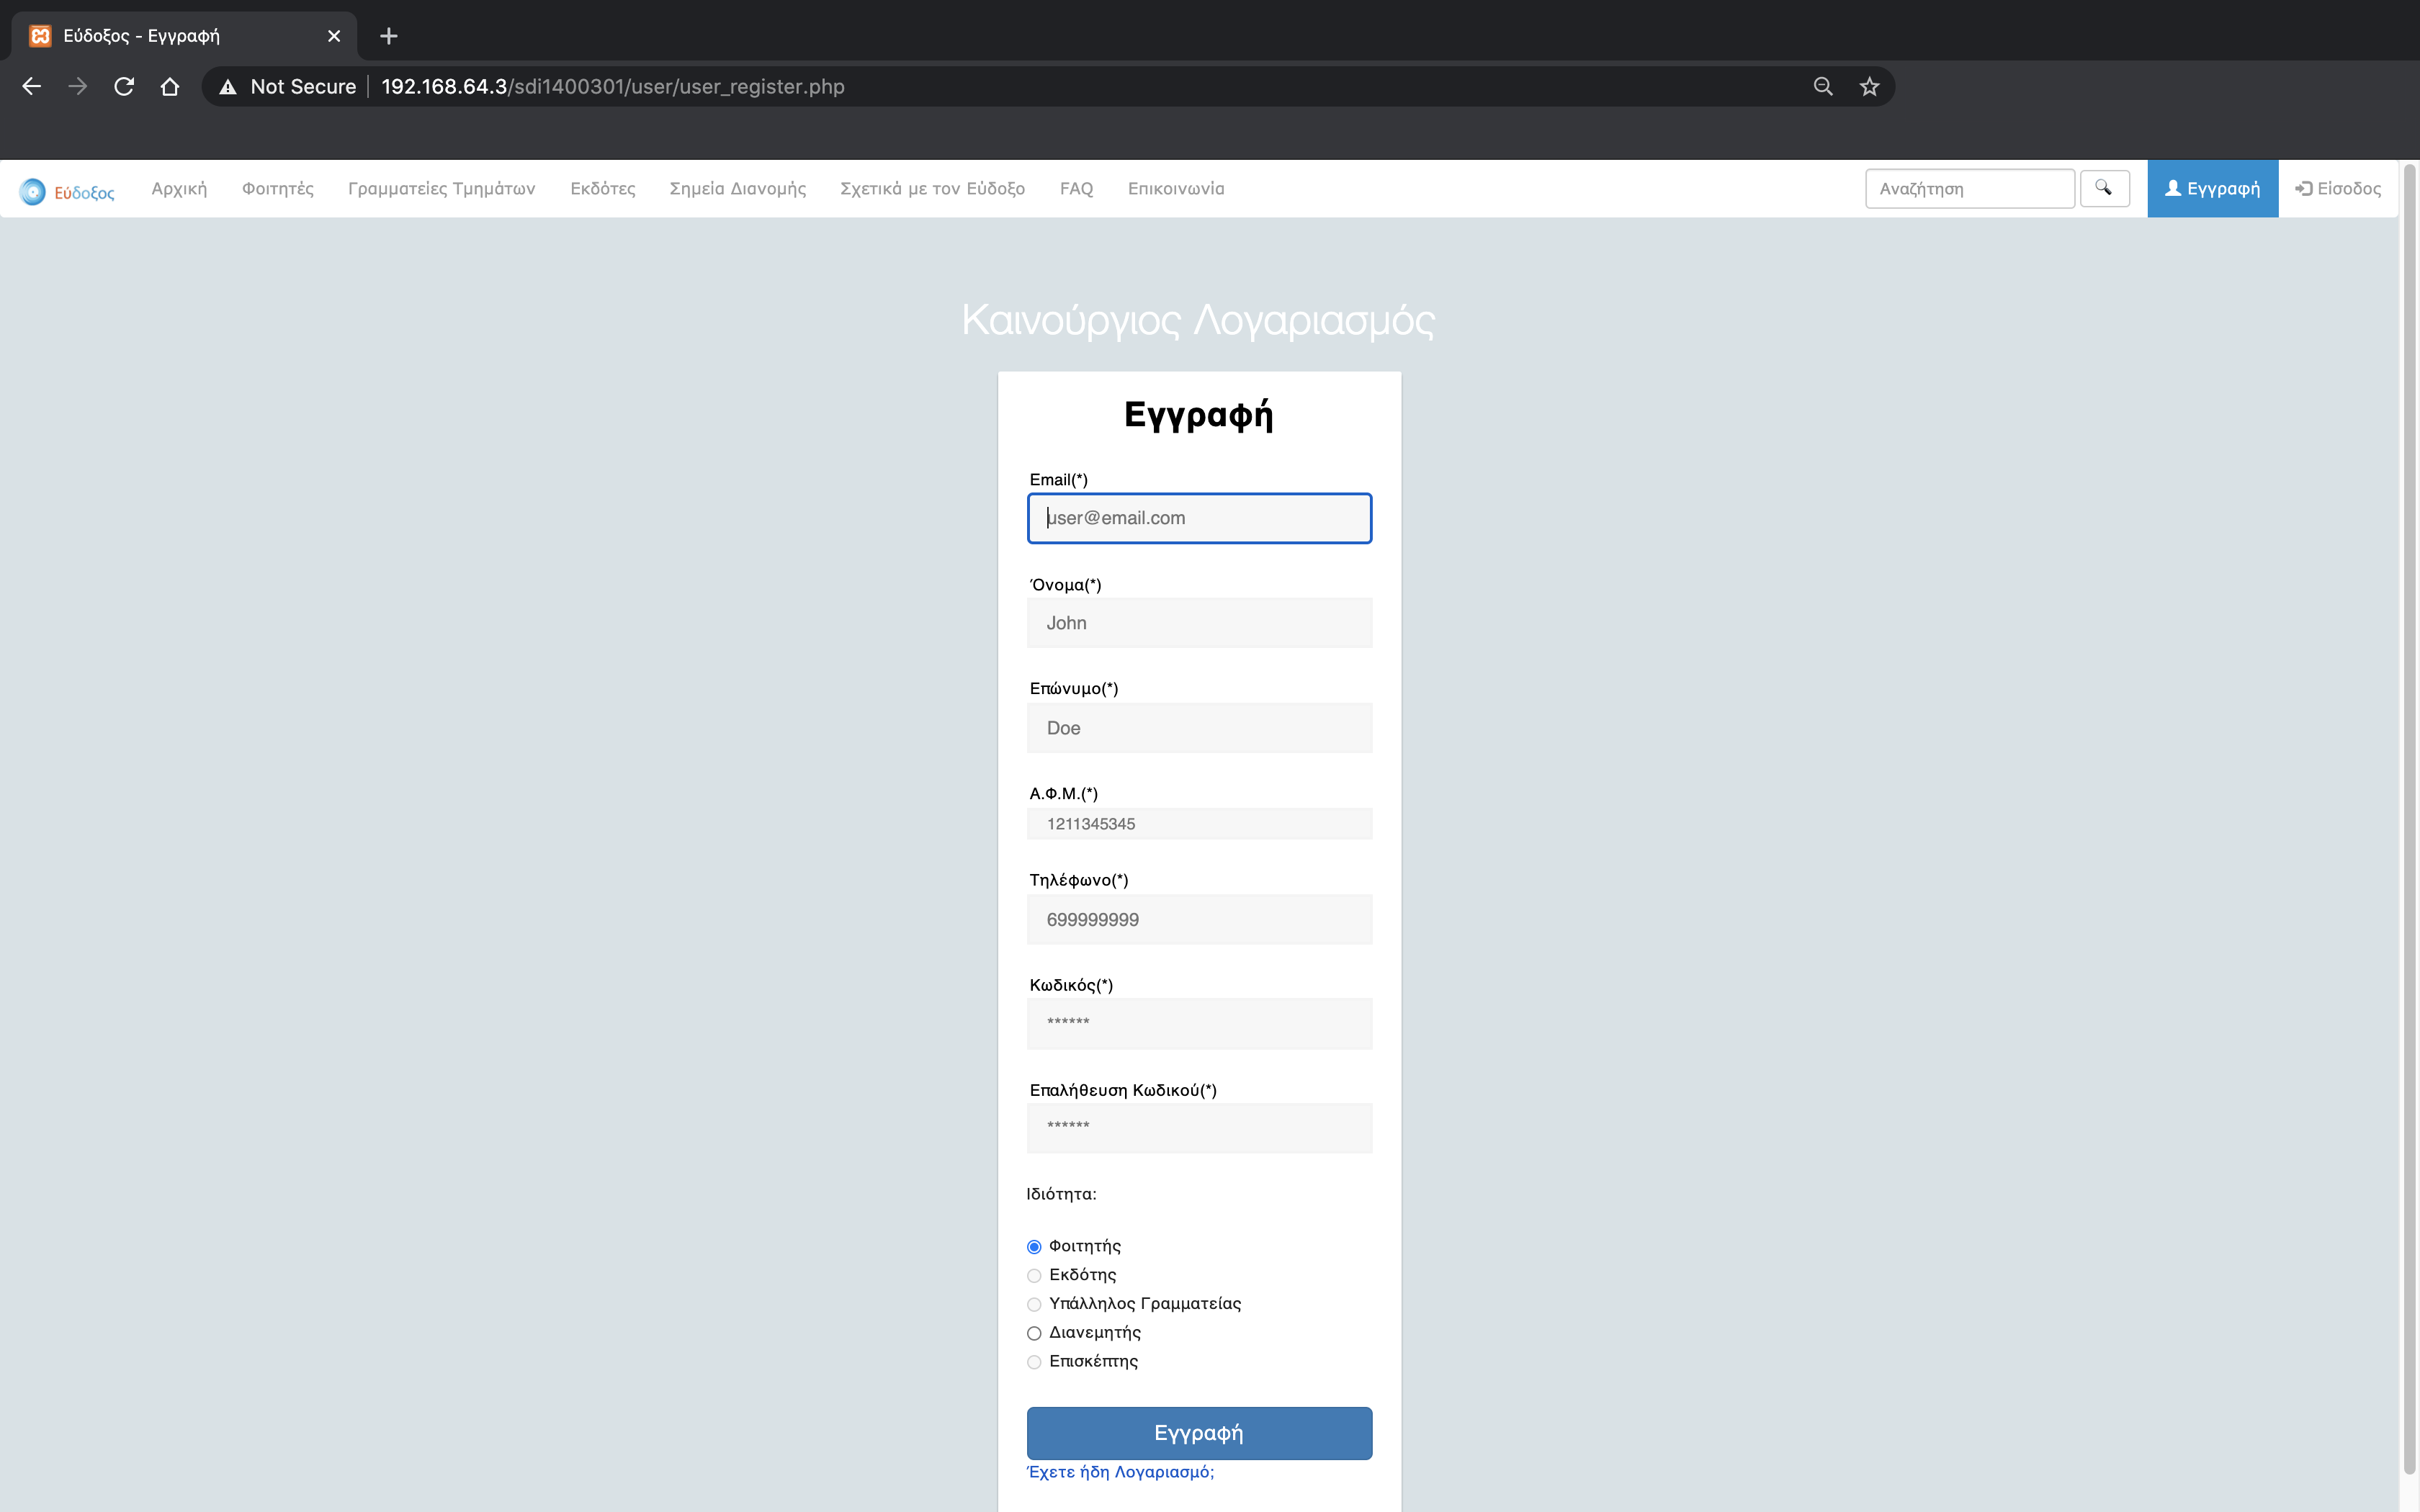 Εύδοξος - Εγγραφή
Not Secure | 192.168.64.3/sdi1400301/user/user_register.php
Εύδοξος Αρχική Φοιτητές Γραμματείες Τμημάτων Εκδότες Σημεία Διανομής Σχετικά με τον Εύδοξο FAQ Επικοινωνία Αναζήτηση Εγγραφή Είσοδος
Καινούργιος Λογαριασμός
Εγγραφή
Email(*)
user@email.com
Όνομα(*)
John
Επώνυμο(*)
Doe
Α.Φ.Μ.(*)
1211345345
Τηλέφωνο(*)
699999999
Κωδικός(*)
******
Επαλήθευση Κωδικού(*)
******
Ιδιότητα:
Φοιτητής
Εκδότης
Υπάλληλος Γραμματείας
Διανεμητής
Επισκέπτης
Εγγραφή
Έχετε ήδη Λογαριασμό;